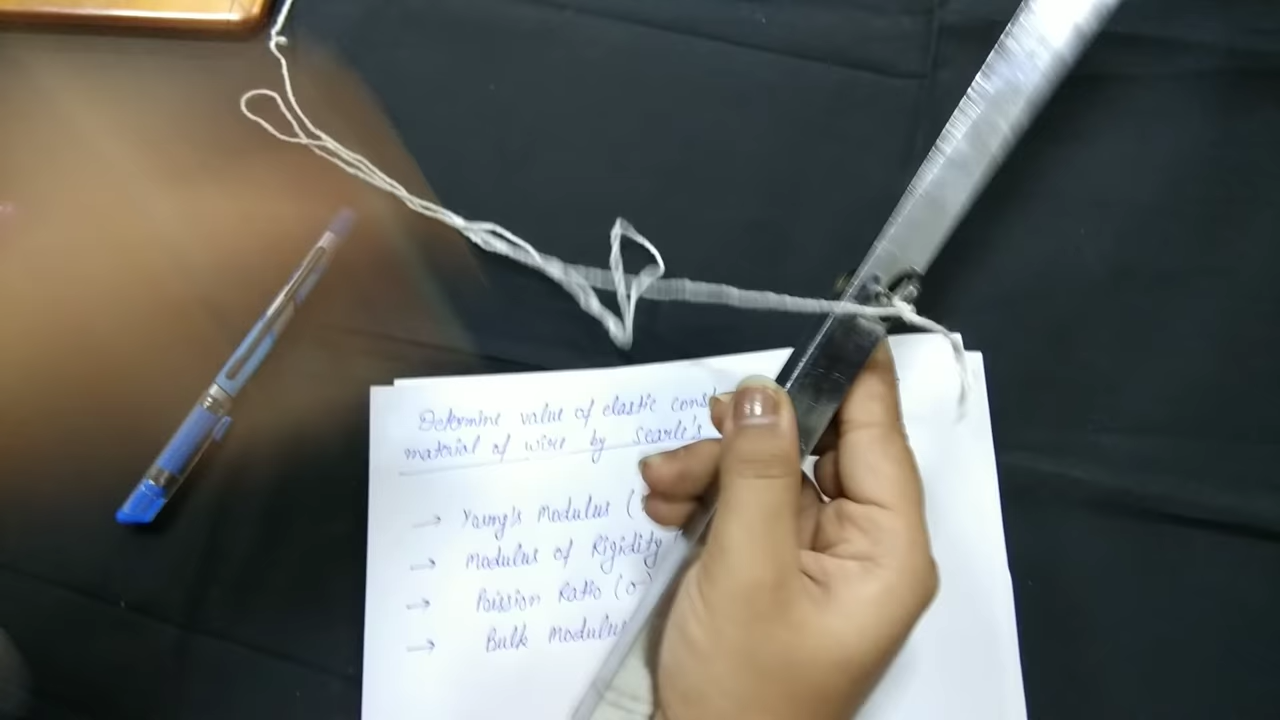 Determine value of elastic const
material of wire by Searle's
→ Young's Modulus (
→ Modulus of Rigidity
→ Poission Ratio (σ)
→ Bulk Modulus